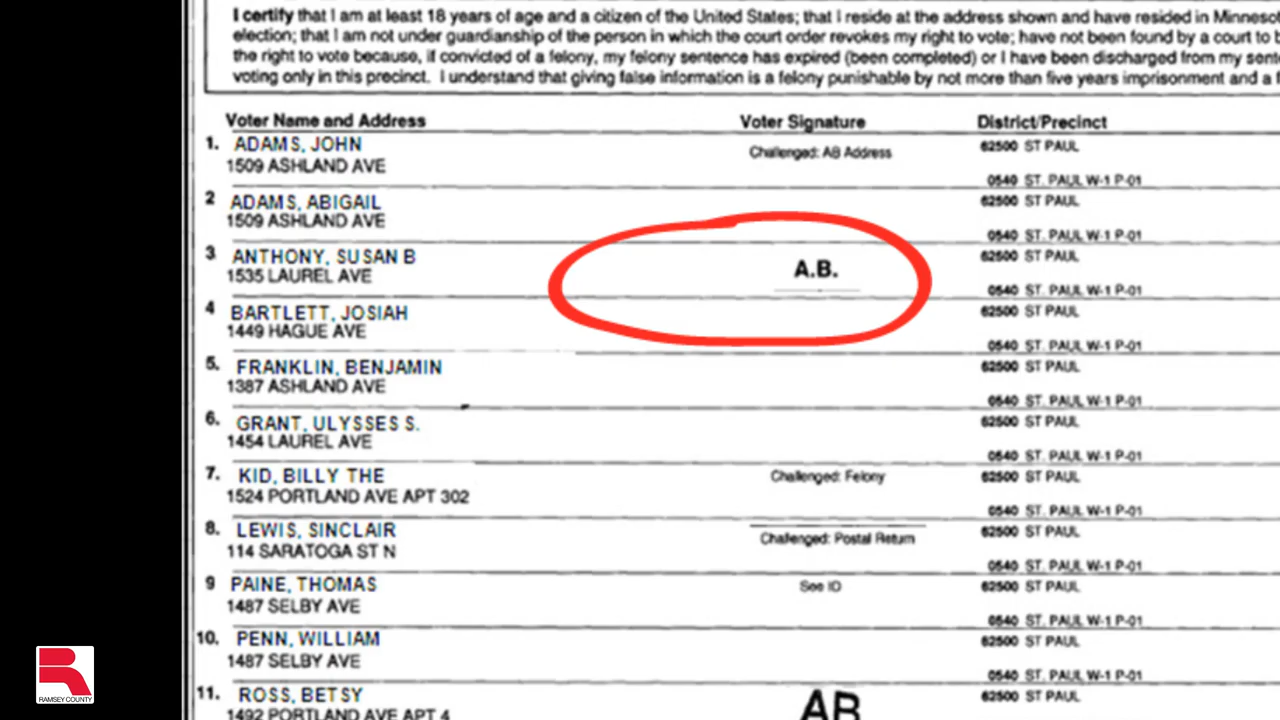 I certify that I am at least 18 years of age and a citizen of the United States; that I reside at the address shown and have resided in
election; that I am not under guardianship of the person in which the court order revokes my right to vote; have not been found by a court to
the right to vote because, if convicted of a felony, my felony sentence has expired (been completed) or I have been discharged from my
voting only in this precinct. I understand that giving false information is a felony punishable by not more than five years imprisonment and a
Voter Name and Address Voter Signature District/Precinct
1. ADAMS, JOHN 62500 ST PAUL
Challenged: AB Address
1509 ASHLAND AVE
0540 ST. PAUL W-1 P-01
2 ADAMS, ABIGAIL 62500 ST PAUL
1509 ASHLAND AVE
0540 ST. PAUL W-1 P-01
3 ANTHONY, SUSAN B 62500 ST PAUL
A.B.
1535 LAUREL AVE
0540 ST. PAUL W-1 P-01
4 BARTLETT, JOSIAH 62500 ST PAUL
1449 HAGUE AVE
0540 ST. PAUL W-1 P-01
5. FRANKLIN, BENJAMIN 62500 ST PAUL
1387 ASHLAND AVE
0540 ST. PAUL W-1 P-01
6. GRANT, ULYSSES S. 62500 ST PAUL
1454 LAUREL AVE
0540 ST. PAUL W-1 P-01
7. KID, BILLY THE Challenged: Felony 62500 ST PAUL
1524 PORTLAND AVE APT 302
0540 ST. PAUL W-1 P-01
8. LEWIS, SINCLAIR 62500 ST PAUL
Challenged: Postal Return
114 SARATOGA ST N
0540 ST. PAUL W-1 P-01
9 PAINE, THOMAS See ID 62500 ST PAUL
1487 SELBY AVE
0540 ST. PAUL W-1 P-01
10. PENN, WILLIAM 62500 ST PAUL
1487 SELBY AVE
0540 ST. PAUL W-1 P-01
11. ROSS, BETSY 62500 ST PAUL
AB
1492 PORTLAND AVE APT 4
RAMSEY COUNTY